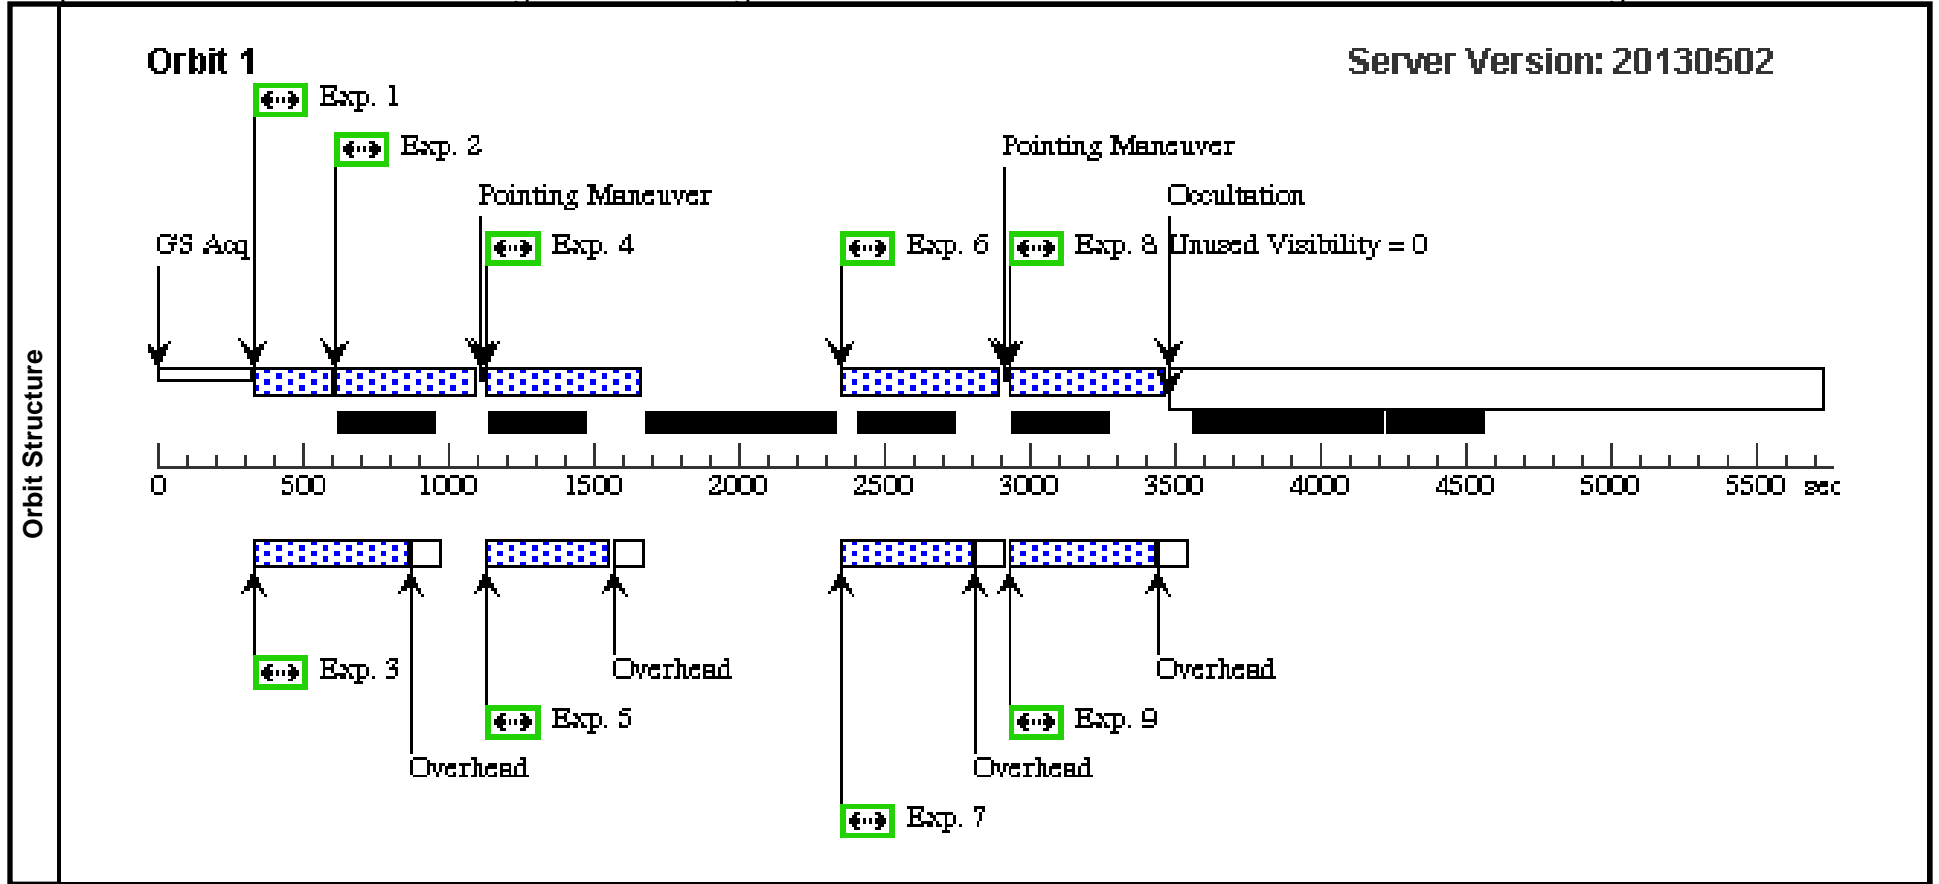 Orbit 1
Server Version: 20130502
Exp. 1
Exp. 2
Pointing Maneuver
Pointing Maneuver
Occultation
GS Acq
Exp. 4
Exp. 6
Exp. 8
Unused Visibility = 0
Orbit Structure
0 500 1000 1500 2000 2500 3000 3500 4000 4500 5000 5500 sec
Exp. 3
Overhead
Overhead
Exp. 5
Exp. 9
Overhead
Overhead
Exp. 7